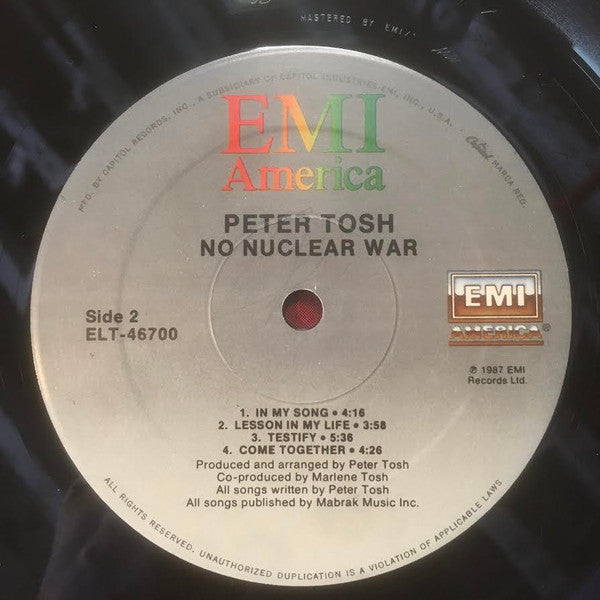 MASTERED BY EMI
MFD. BY CAPITOL RECORDS, INC., A SUBSIDIARY OF CAPITOL INDUSTRIES-EMI, INC., U.S.A.
Capitol MARCA REG.
EMI
America
PETER TOSH
NO NUCLEAR WAR
EMI
AMERICA®
Side 2
ELT-46700
℗ 1987 EMI
Records Ltd.
1. IN MY SONG • 4:16
2. LESSON IN MY LIFE • 3:58
3. TESTIFY • 5:36
4. COME TOGETHER • 4:26
Produced and arranged by Peter Tosh
Co-produced by Marlene Tosh
All songs written by Peter Tosh
All songs published by Mabrak Music Inc.
ALL RIGHTS RESERVED. UNAUTHORIZED DUPLICATION IS A VIOLATION OF APPLICABLE LAWS